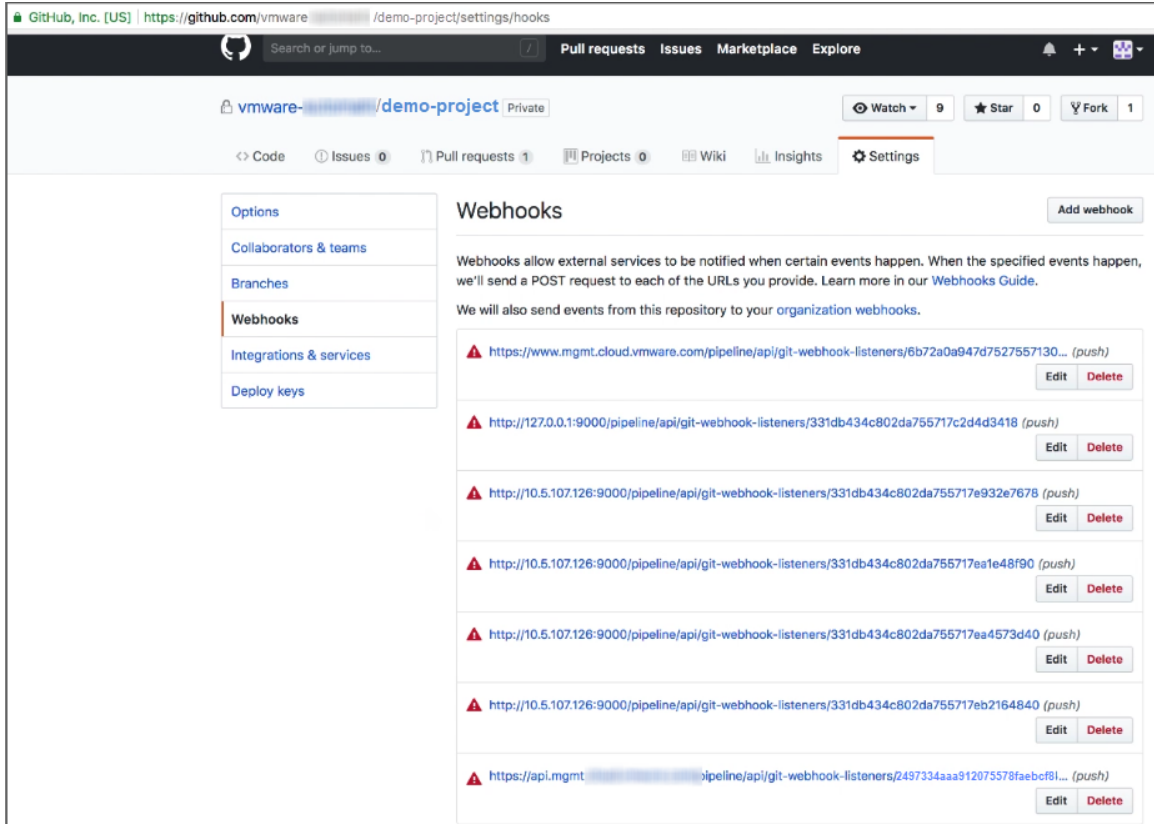 GitHub, Inc. [US] https://github.com/vmware /demo-project/settings/hooks
Search or jump to... / Pull requests Issues Marketplace Explore
vmware- /demo-project Private Watch 9 Star 0 Fork 1
Code Issues 0 Pull requests 1 Projects 0 Wiki Insights Settings
Options
Collaborators & teams
Branches
Webhooks
Integrations & services
Deploy keys
Webhooks Add webhook
Webhooks allow external services to be notified when certain events happen. When the specified events happen,
we'll send a POST request to each of the URLs you provide. Learn more in our Webhooks Guide.
We will also send events from this repository to your organization webhooks.
https://www.mgmt.cloud.vmware.com/pipeline/api/git-webhook-listeners/6b72a0a947d7527557130... (push)
Edit Delete
http://127.0.0.1:9000/pipeline/api/git-webhook-listeners/331db434c802da755717c2d4d3418 (push)
Edit Delete
http://10.5.107.126:9000/pipeline/api/git-webhook-listeners/331db434c802da755717e932e7678 (push)
Edit Delete
http://10.5.107.126:9000/pipeline/api/git-webhook-listeners/331db434c802da755717ea1e48f90 (push)
Edit Delete
http://10.5.107.126:9000/pipeline/api/git-webhook-listeners/331db434c802da755717ea4573d40 (push)
Edit Delete
http://10.5.107.126:9000/pipeline/api/git-webhook-listeners/331db434c802da755717eb2164840 (push)
Edit Delete
https://api.mgmt pipeline/api/git-webhook-listeners/2497334aaa912075578faebcf8l... (push)
Edit Delete